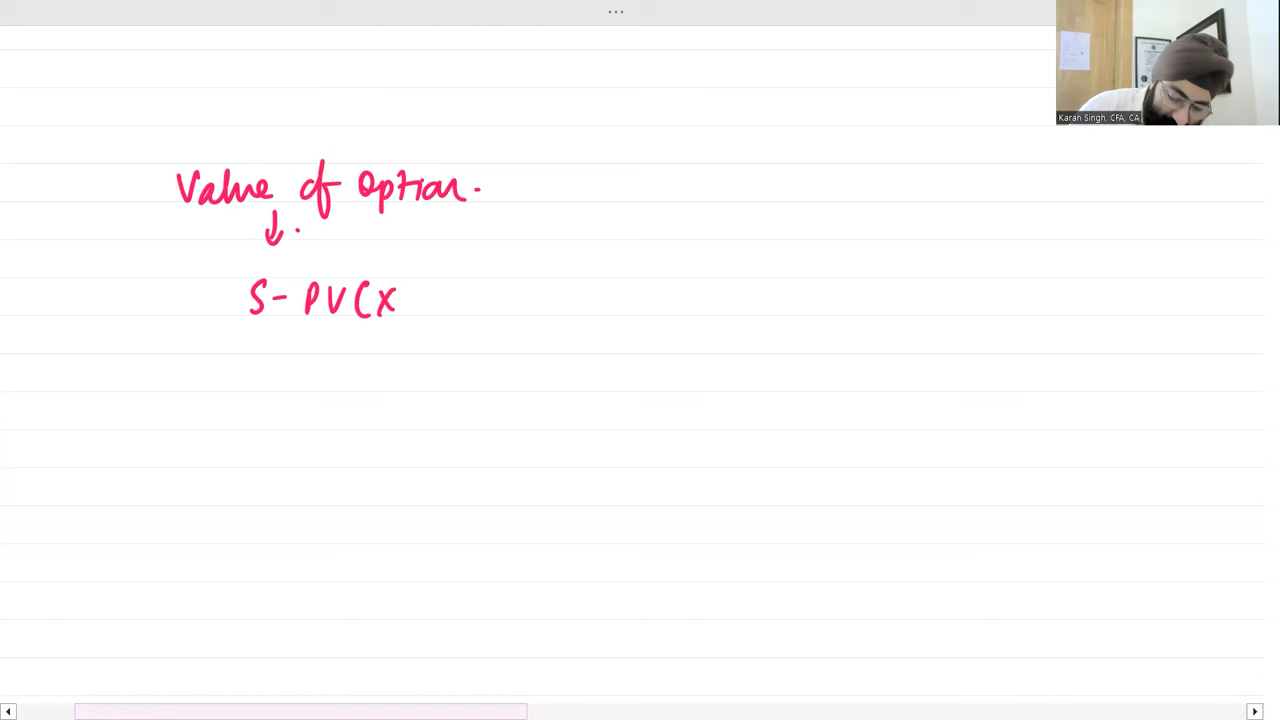 Karan Singh, CFA, CA
Value of option.
S- PV(X